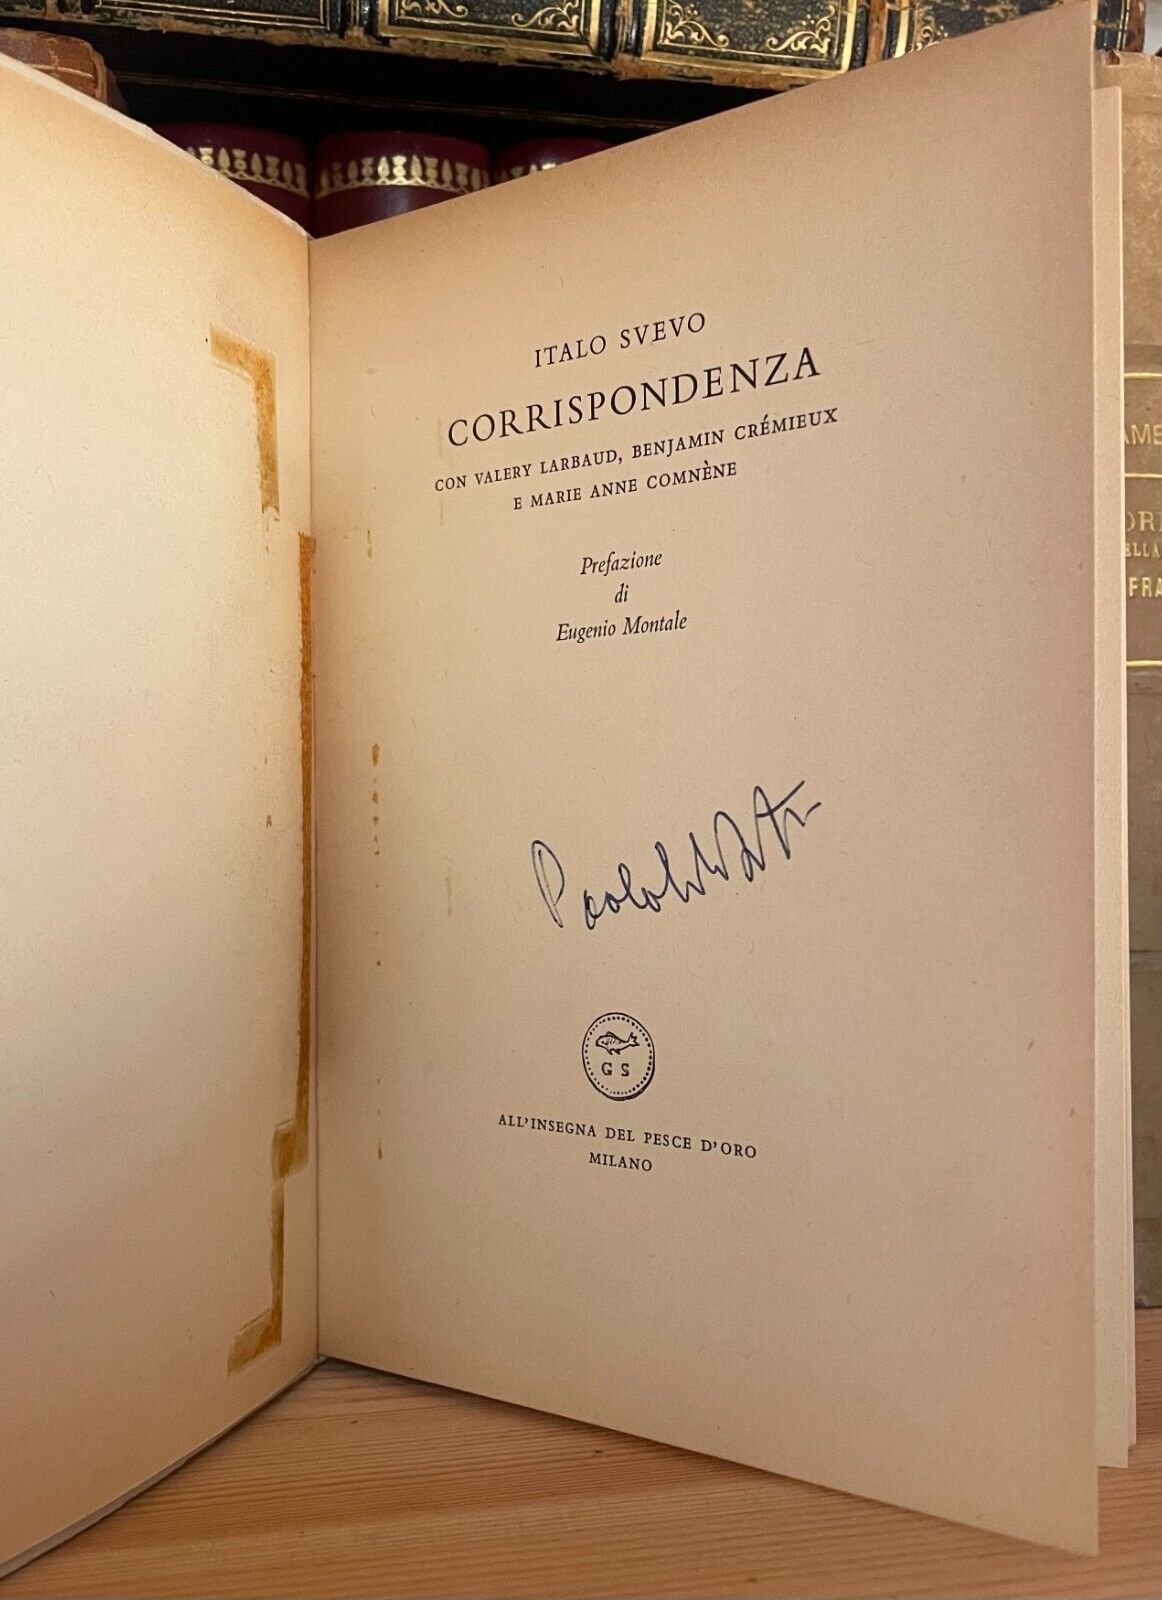 ITALO SVEVO
CORRISPONDENZA
CON VALERY LARBAUD, BENJAMIN CRÉMIEUX
E MARIE ANNE COMNÈNE
Prefazione
di
Eugenio Montale
Paolo
G S
ALL'INSEGNA DEL PESCE D'ORO
MILANO